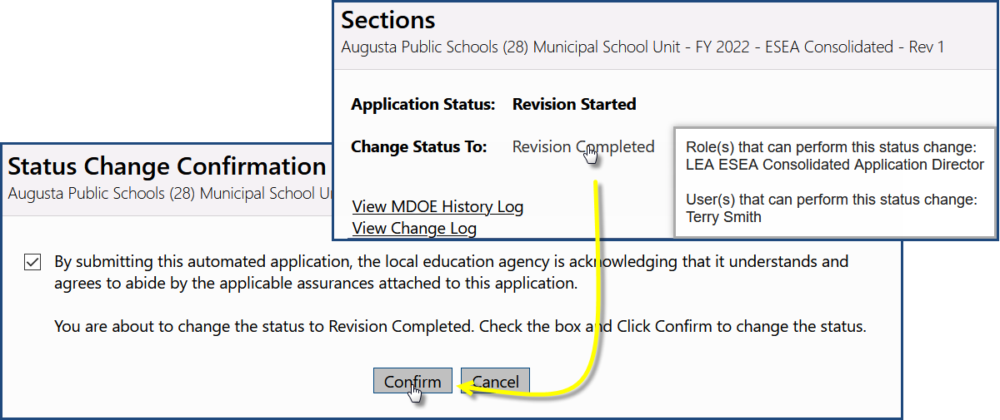 Sections
Augusta Public Schools (28) Municipal School Unit - FY 2022 - ESEA Consolidated - Rev 1
Application Status: Revision Started
Change Status To: Revision Completed
Role(s) that can perform this status change:
LEA ESEA Consolidated Application Director
User(s) that can perform this status change:
Terry Smith
View MDOE History Log
View Change Log
Status Change Confirmation
Augusta Public Schools (28) Municipal School
By submitting this automated application, the local education agency is acknowledging that it understands and
agrees to abide by the applicable assurances attached to this application.
You are about to change the status to Revision Completed. Check the box and Click Confirm to change the status.
Confirm Cancel